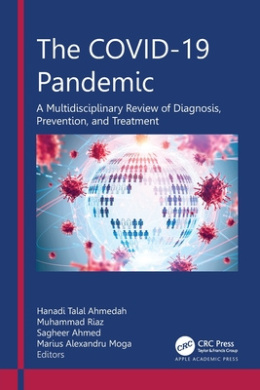 The COVID-19
Pandemic
A Multidisciplinary Review of Diagnosis,
Prevention, and Treatment
Hanadi Talal Ahmedah
Muhammad Riaz
Sagheer Ahmed
Marius Alexandru Moga
Editors
CRC
CRC Press
Taylor & Francis Group
APPLE ACADEMIC PRESS